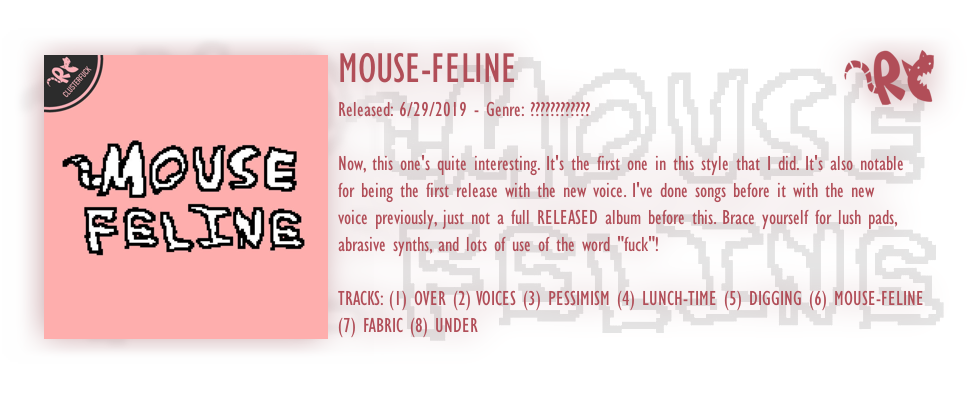 RC
CLUSTERFUCK
MOUSE
FELINE
MOUSE-FELINE
RC
Released: 6/29/2019 - Genre: ????????????
Now, this one's quite interesting. It's the first one in this style that I did. It's also notable
for being the first release with the new voice. I've done songs before it with the new
voice previously, just not a full RELEASED album before this. Brace yourself for lush pads,
abrasive synths, and lots of use of the word "fuck"!
TRACKS: (1) OVER (2) VOICES (3) PESSIMISM (4) LUNCH-TIME (5) DIGGING (6) MOUSE-FELINE
(7) FABRIC (8) UNDER
MOUSE
FELINE